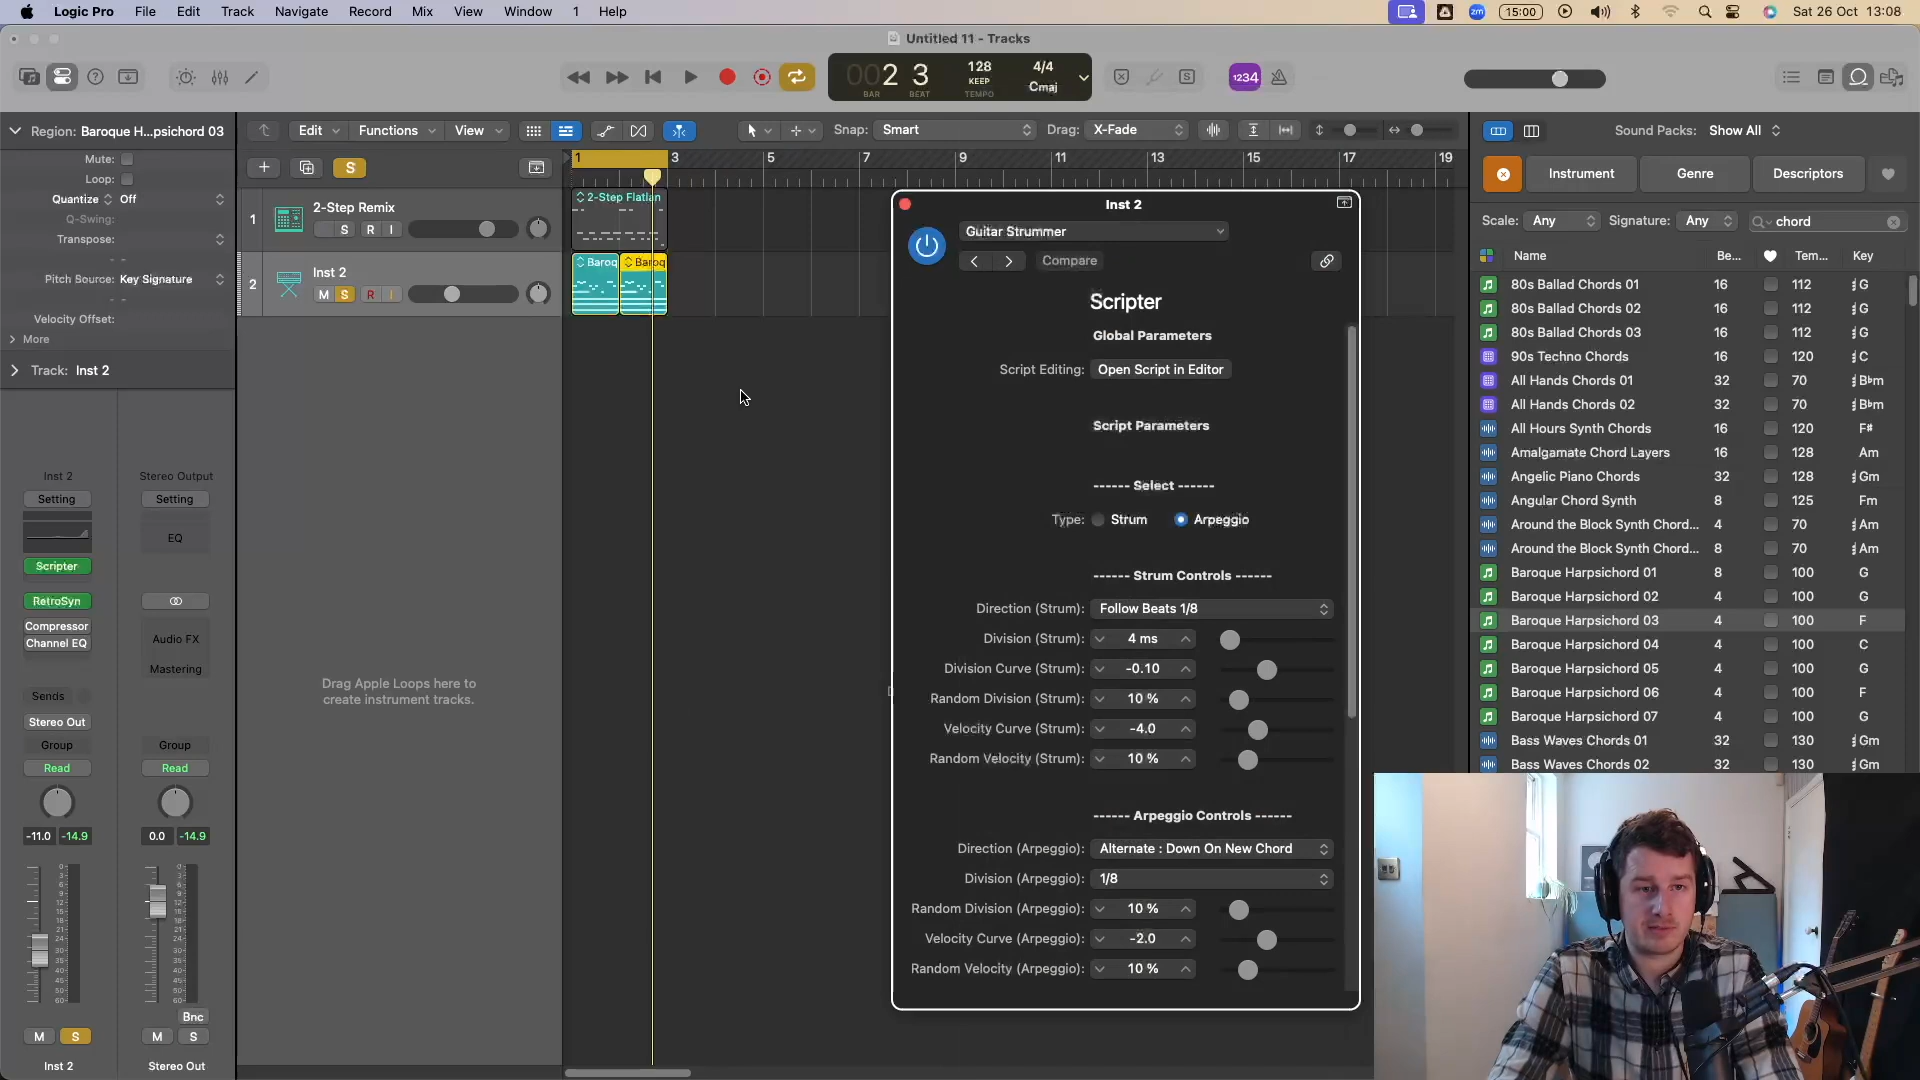 Logic Pro File Edit Track Navigate Record Mix View Window 1 Help 15:00 Sat 26 Oct 13:08
Untitled 11 - Tracks
002 3 128 KEEP TEMPO 4/4 Cmaj 1234
BAR BEAT
Region: Baroque H...psichord 03
Edit Functions View Snap: Smart Drag: X-Fade
Sound Packs: Show All
Mute:
Loop:
Quantize Off
Q-Swing:
Transpose:
Pitch Source: Key Signature
Velocity Offset:
More
Track: Inst 2
S
1 3 5 7 9 11 13 15 17 19
1 2-Step Remix
S R I
2 Inst 2
M S R I
2-Step Flatlan
Baroq Baroq
Drag Apple Loops here to
create instrument tracks.
Inst 2 Stereo Output
Setting Setting
EQ
Scripter
RetroSyn
Compressor
Channel EQ
Audio FX
Mastering
Sends
Stereo Out
Group Group
Read Read
-11.0 -14.9 0.0 -14.9
Bnc
M S M S
Inst 2 Stereo Out
Inst 2
Guitar Strummer
Compare
Scripter
Global Parameters
Script Editing: Open Script in Editor
Script Parameters
------ Select ------
Type: Strum Arpeggio
------ Strum Controls ------
Direction (Strum): Follow Beats 1/8
Division (Strum): 4 ms
Division Curve (Strum): -0.10
Random Division (Strum): 10 %
Velocity Curve (Strum): -4.0
Random Velocity (Strum): 10 %
------ Arpeggio Controls ------
Direction (Arpeggio): Alternate : Down On New Chord
Division (Arpeggio): 1/8
Random Division (Arpeggio): 10 %
Velocity Curve (Arpeggio): -2.0
Random Velocity (Arpeggio): 10 %
Instrument Genre Descriptors
Scale: Any Signature: Any chord
Name Be... Tem... Key
80s Ballad Chords 01 16 112 G
80s Ballad Chords 02 16 112 G
80s Ballad Chords 03 16 112 G
90s Techno Chords 16 120 C
All Hands Chords 01 32 70 B♭m
All Hands Chords 02 32 70 B♭m
All Hours Synth Chords 16 120 F#
Amalgamate Chord Layers 16 128 Am
Angelic Piano Chords 32 128 Gm
Angular Chord Synth 8 125 Fm
Around the Block Synth Chord... 4 70 Am
Around the Block Synth Chord... 8 70 Am
Baroque Harpsichord 01 8 100 G
Baroque Harpsichord 02 4 100 G
Baroque Harpsichord 03 4 100 F
Baroque Harpsichord 04 4 100 C
Baroque Harpsichord 05 4 100 G
Baroque Harpsichord 06 4 100 F
Baroque Harpsichord 07 4 100 G
Bass Waves Chords 01 32 130 Gm
Bass Waves Chords 02 32 130 Gm